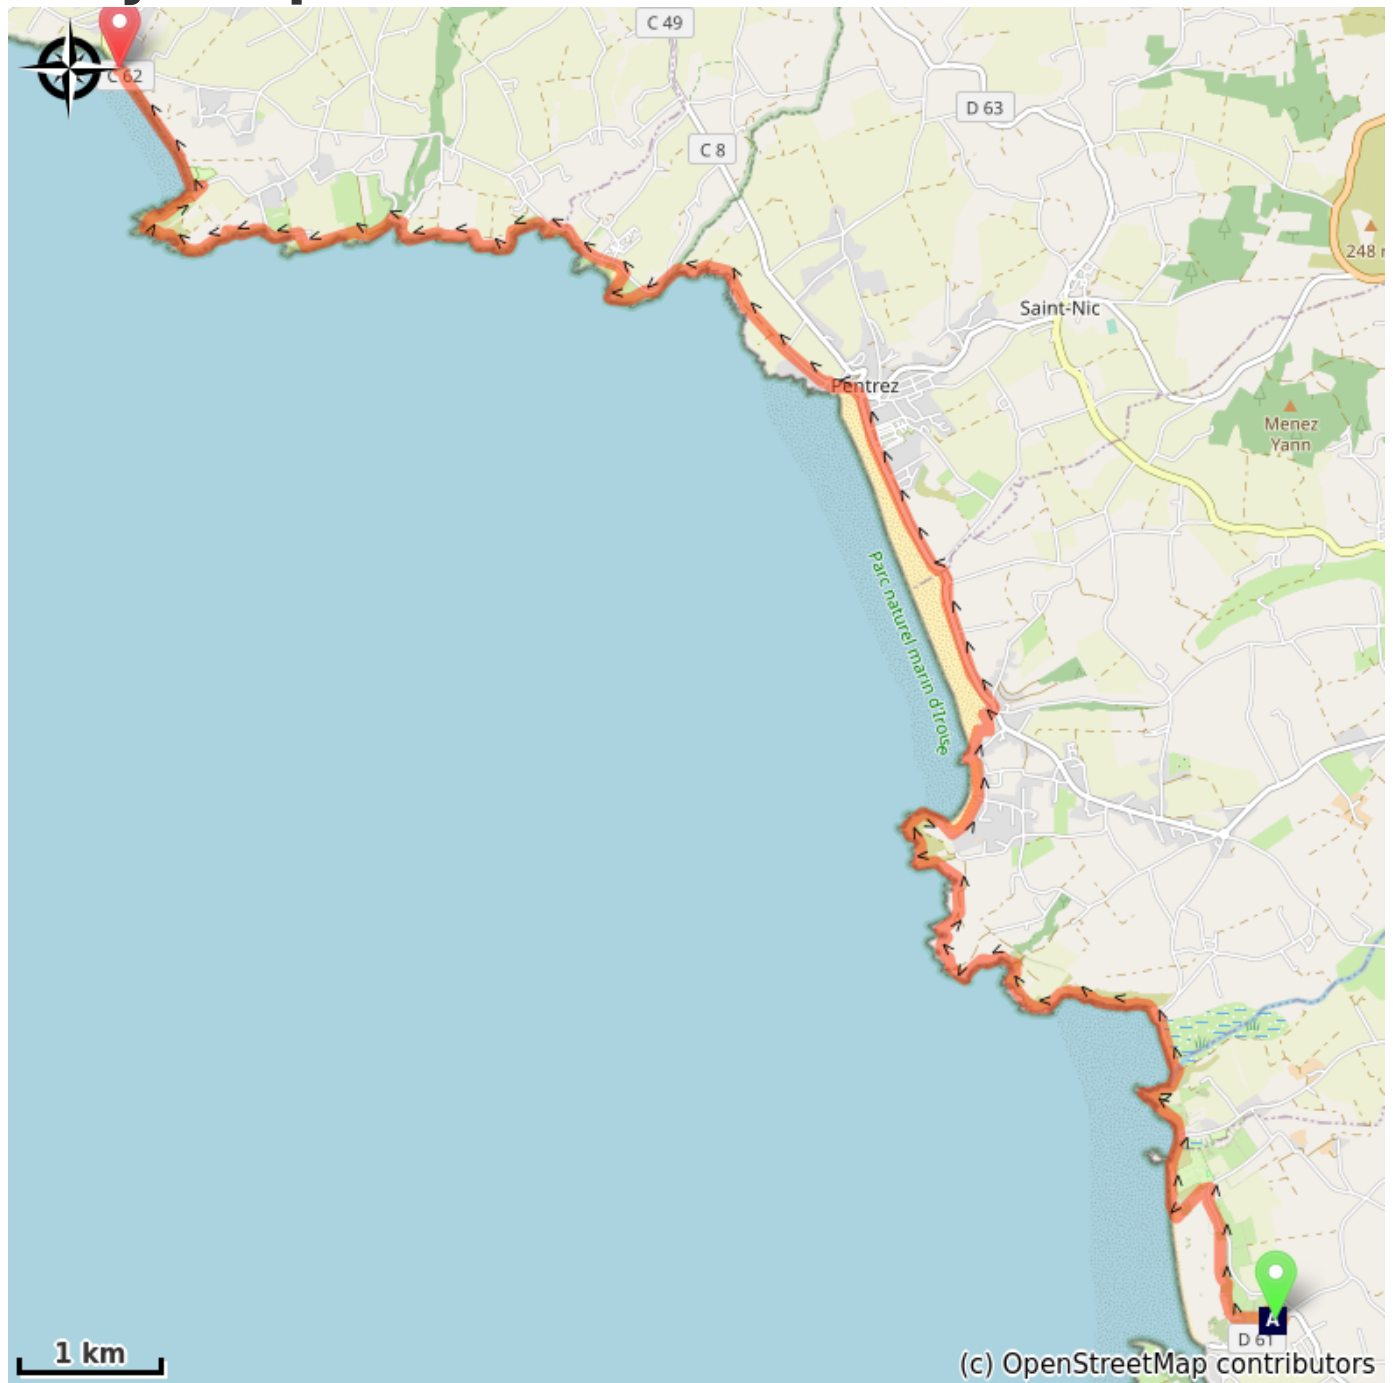 C 49
C 62
D 63
C 8
248
Saint-Nic
Pentrez
Menez
Yann
Parc naturel marin d'Iroise
A
D 61
1 km
(c) OpenStreetMap contributors